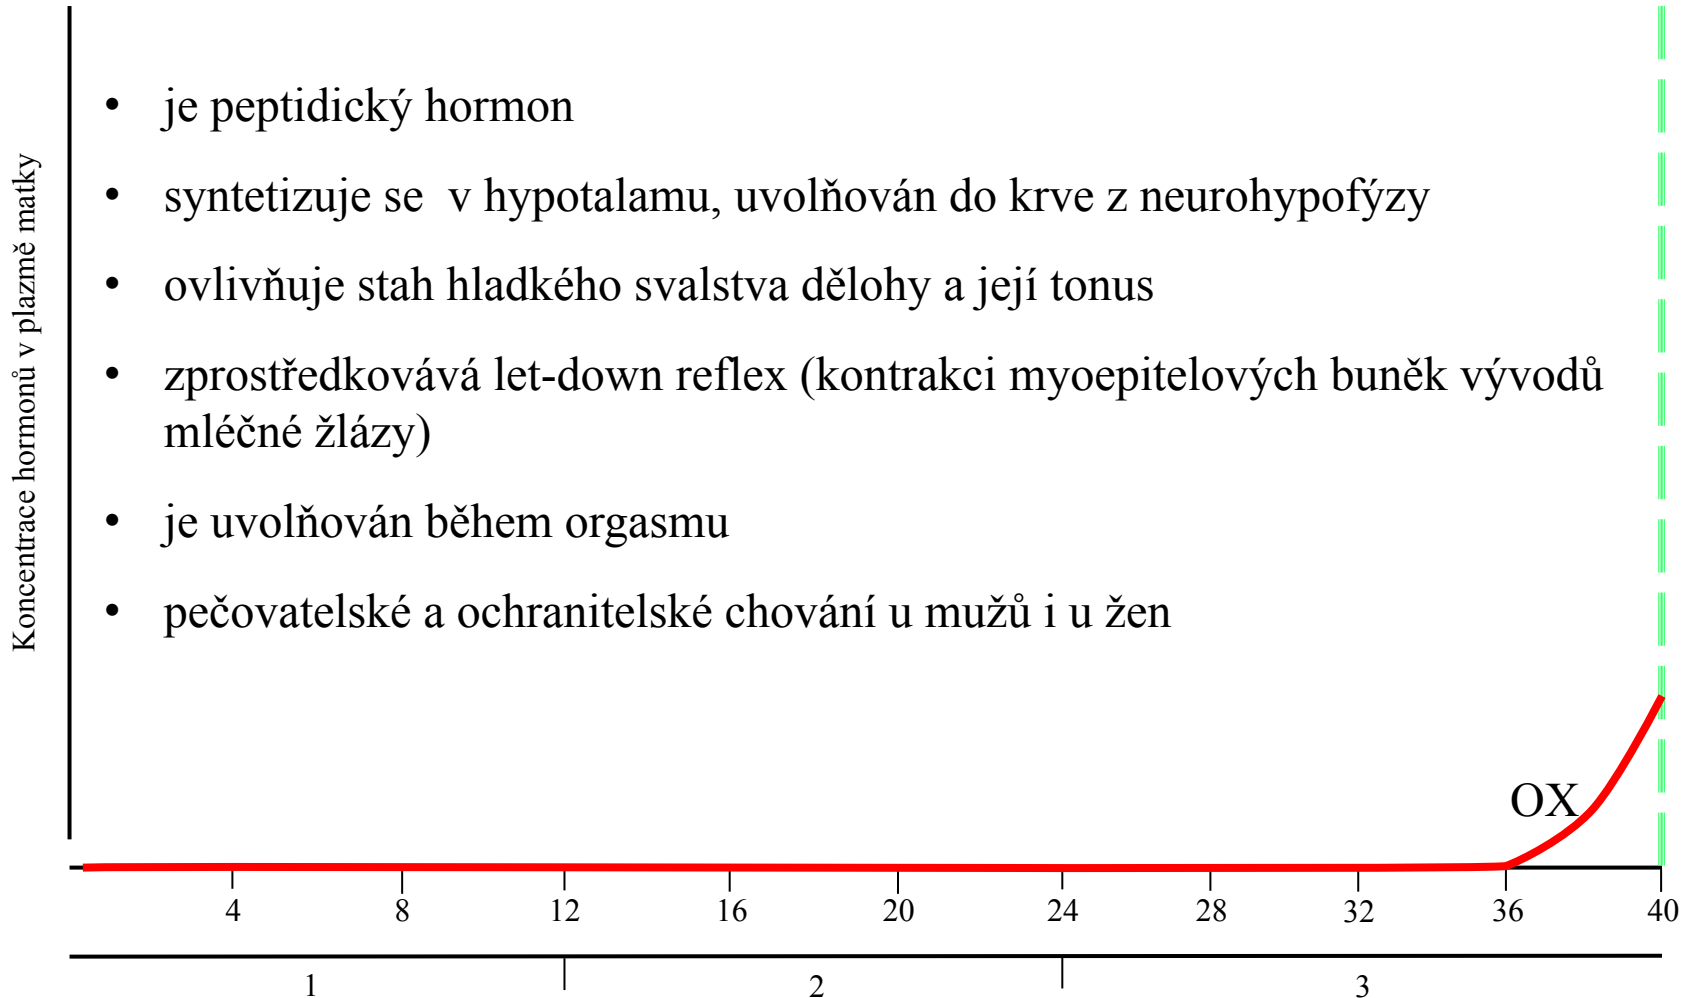 Koncentrace hormonů v plazmě matky
• je peptidický hormon
• syntetizuje se v hypotalamu, uvolňován do krve z neurohypofýzy
• ovlivňuje stah hladkého svalstva dělohy a její tonus
• zprostředkovává let-down reflex (kontrakci myoepitelových buněk vývodů
mléčné žlázy)
• je uvolňován během orgasmu
• pečovatelské a ochranitelské chování u mužů i u žen
OX
4 8 12 16 20 24 28 32 36 40
1 2 3